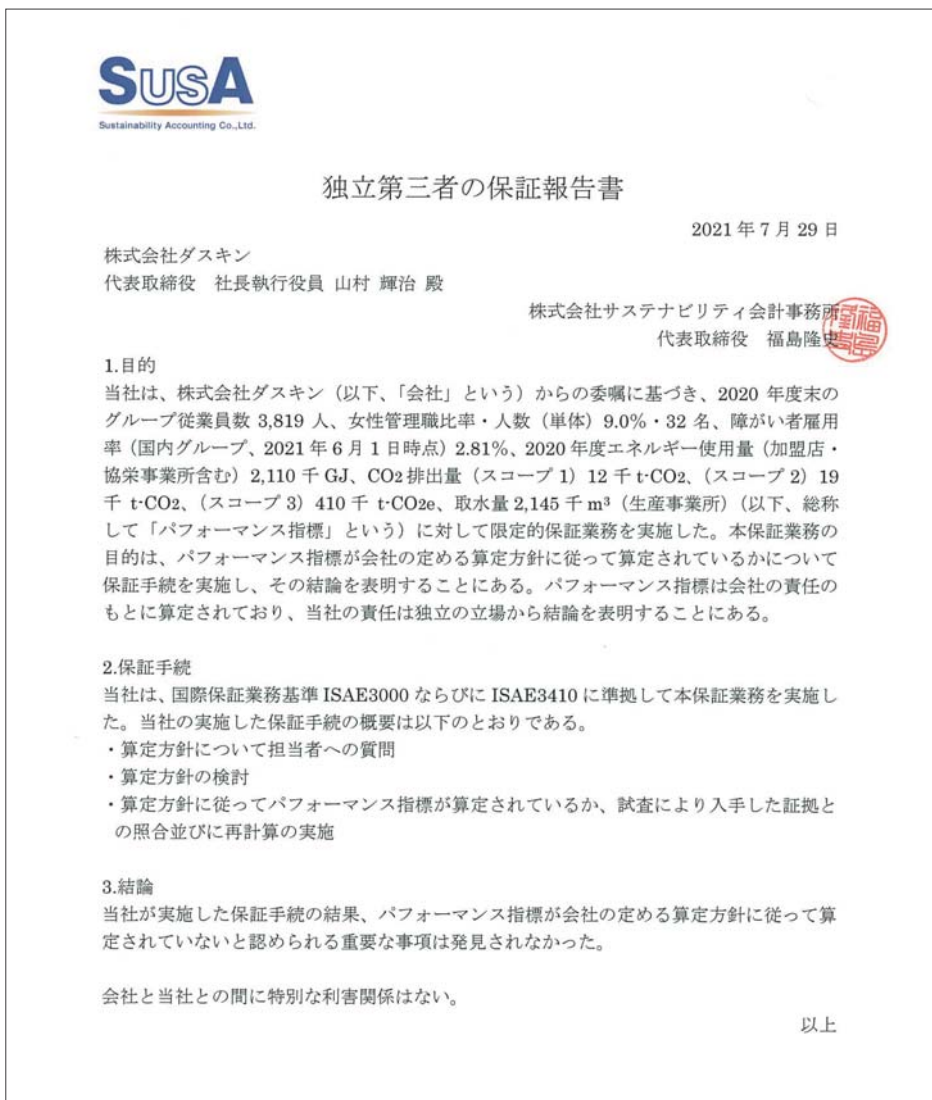 SUSA
Sustainability Accounting Co.,Ltd.
独立第三者の保証報告書
2021年7月29日
株式会社ダスキン
代表取締役 社長執行役員 山村 輝治 殿
株式会社サステナビリティ会計事務所
代表取締役 福島隆史
1.目的
当社は、株式会社ダスキン（以下、「会社」という）からの委嘱に基づき、2020 年度末の
グループ従業員数 3,819 人、女性管理職比率・人数（単体）9.0%・32 名、障がい者雇用
率（国内グループ、2021 年 6 月 1 日時点）2.81%、2020 年度エネルギー使用量（加盟店・
協栄事業所含む）2,110 千 GJ、CO2 排出量（スコープ 1）12 千 t-CO2、（スコープ 2）19
千 t-CO2、（スコープ 3）410 千 t-CO2e、取水量 2,145 千 m³（生産事業所）（以下、総称
して「パフォーマンス指標」という）に対して限定的保証業務を実施した。本保証業務の
目的は、パフォーマンス指標が会社の定める算定方針に従って算定されているかについて
保証手続を実施し、その結論を表明することにある。パフォーマンス指標は会社の責任の
もとに算定されており、当社の責任は独立の立場から結論を表明することにある。
2.保証手続
当社は、国際保証業務基準 ISAE3000 ならびに ISAE3410 に準拠して本保証業務を実施し
た。当社の実施した保証手続の概要は以下のとおりである。
・算定方針について担当者への質問
・算定方針の検討
・算定方針に従ってパフォーマンス指標が算定されているか、試査により入手した証拠と
の照合並びに再計算の実施
3.結論
当社が実施した保証手続の結果、パフォーマンス指標が会社の定める算定方針に従って算
定されていないと認められる重要な事項は発見されなかった。
会社と当社との間に特別な利害関係はない。
以上